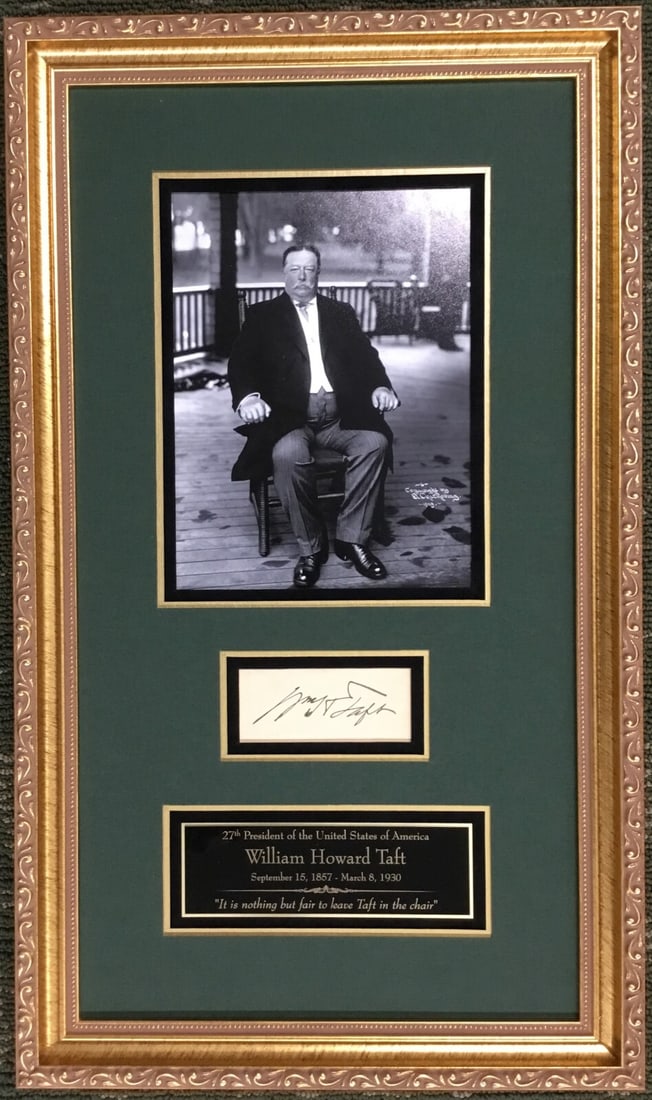 Wm H Taft
27th President of the United States of America
William Howard Taft
September 15, 1857 - March 8, 1930
"It is nothing but fair to leave Taft in the chair"